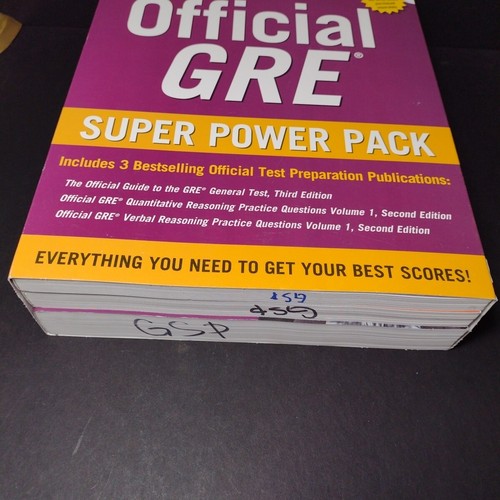 Official
GRE®
SUPER POWER PACK
Includes 3 Bestselling Official Test Preparation Publications:
The Official Guide to the GRE® General Test, Third Edition
Official GRE® Quantitative Reasoning Practice Questions Volume 1, Second Edition
Official GRE® Verbal Reasoning Practice Questions Volume 1, Second Edition
EVERYTHING YOU NEED TO GET YOUR BEST SCORES!
GSP
GSP
GSP